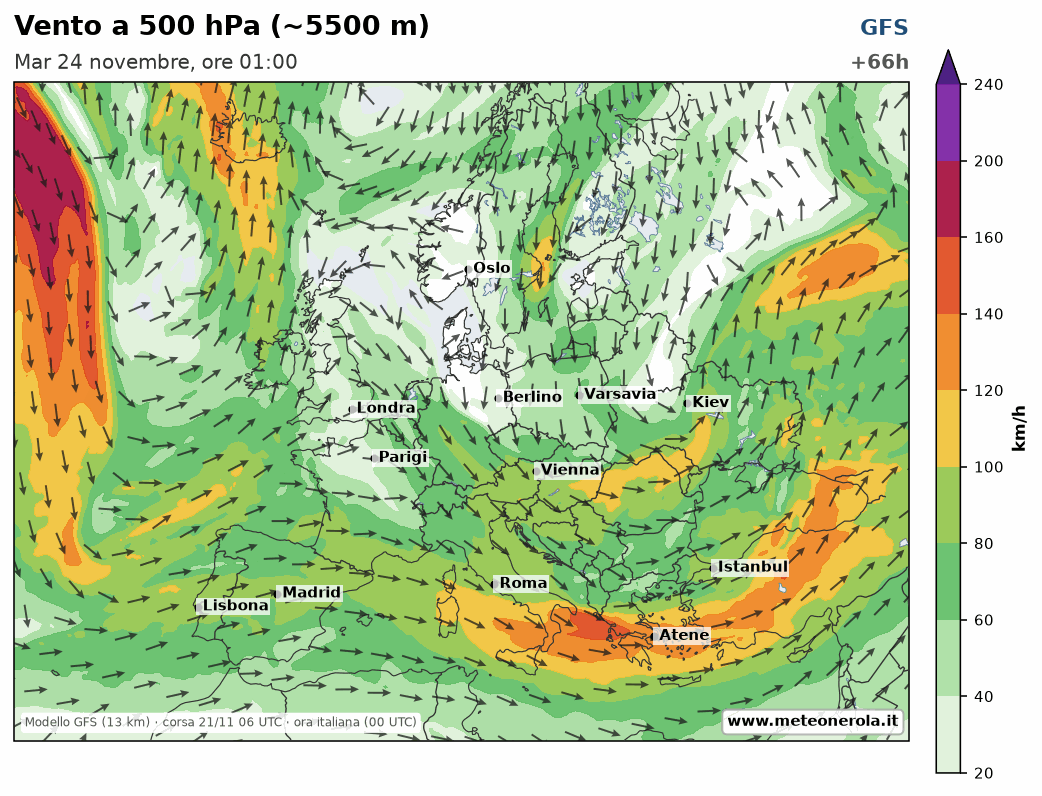 Vento a 500 hPa (~5500 m)
GFS
Mar 24 novembre, ore 01:00
+66h
240
200
160
140
120
100
80
60
40
20
km/h
Oslo
Berlino
Varsavia
Kiev
Londra
Parigi
Vienna
Istanbul
Roma
Madrid
Lisbona
Atene
Modello GFS (13 km) · corsa 21/11 06 UTC · ora italiana (00 UTC)
www.meteonerola.it